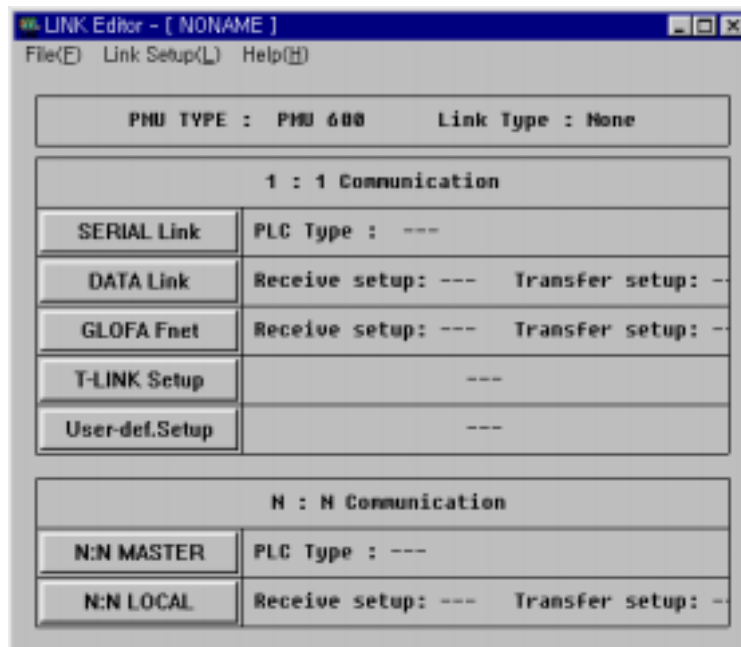 LINK Editor - [ NONAME ]
File(F) Link Setup(L) Help(H)
PMU TYPE : PMU 600 Link Type : None
1 : 1 Communication
SERIAL Link PLC Type : ---
DATA Link Receive setup: --- Transfer setup: --
GLOFA Fnet Receive setup: --- Transfer setup: --
T-LINK Setup ---
User-def.Setup ---
N : N Communication
N:N MASTER PLC Type : ---
N:N LOCAL Receive setup: --- Transfer setup: --